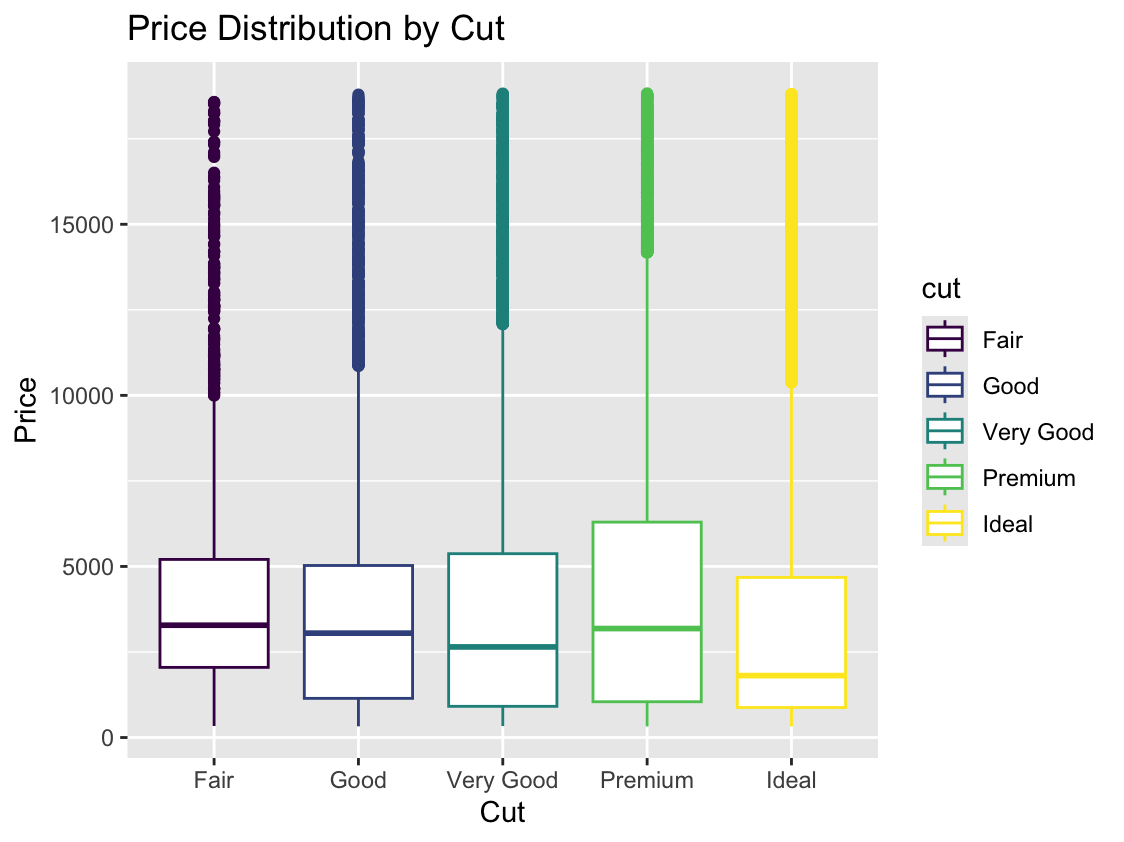 Price Distribution by Cut
Price
15000
10000
5000
0
Fair
Good
Very Good
Premium
Ideal
Cut
cut
Fair
Good
Very Good
Premium
Ideal